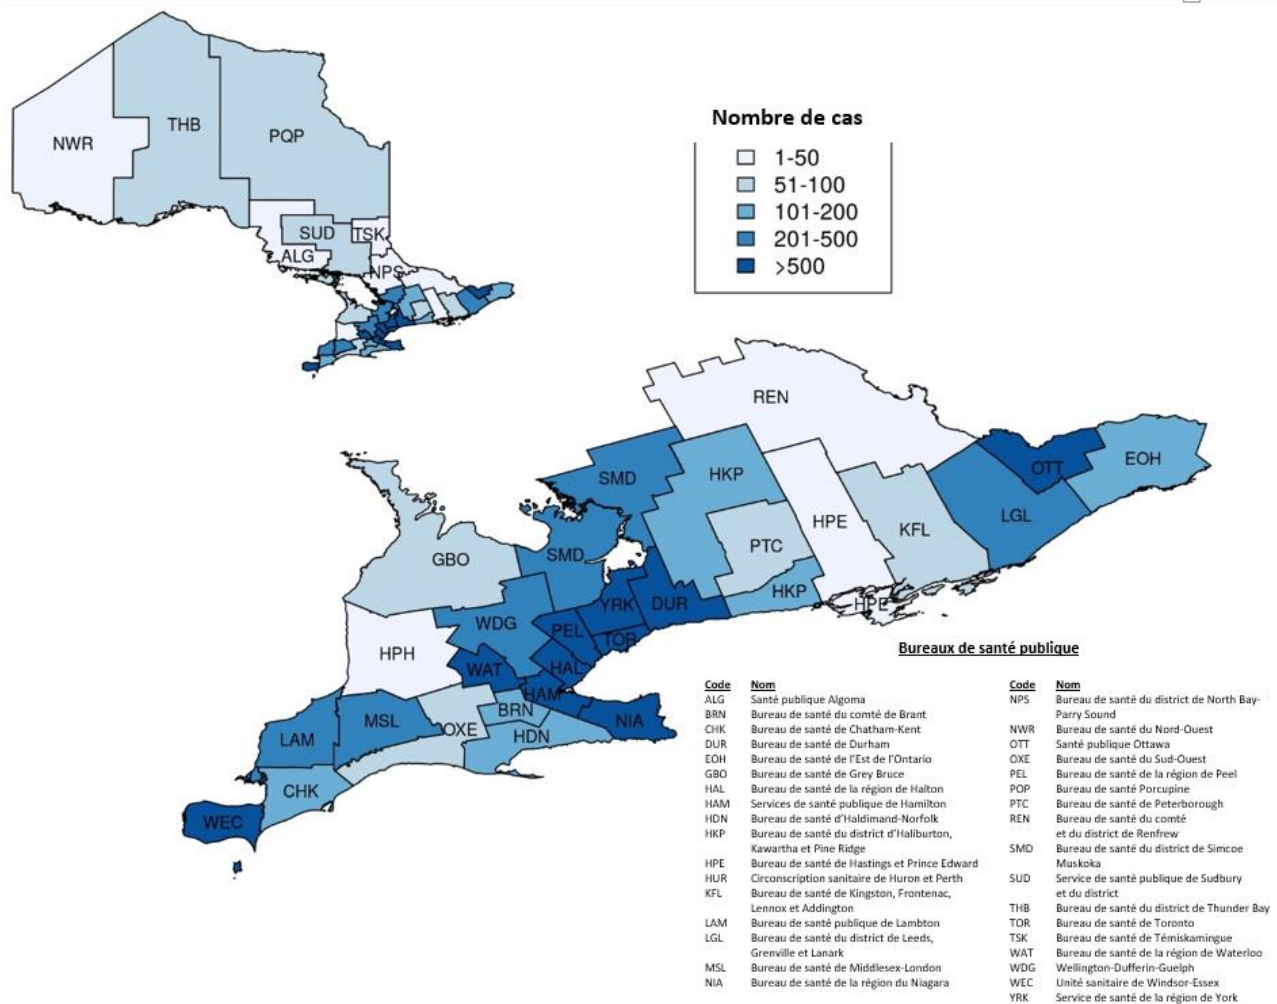 NWR
THB
PQP
SUD
TSK
ALG
NPS
Nombre de cas
1-50
51-100
101-200
201-500
>500
REN
SMD
HKP
OTT
EOH
HPE
KFL
LGL
GBO
SMD
PTC
HKP
HPE
YRK
DUR
WDG
PEL
TOR
HPH
WAT
HAL
HAM
MSL
OXE
BRN
NIA
LAM
HDN
CHK
WEC
Bureaux de santé publique
Code Nom
ALG Santé publique Algoma
BRN Bureau de santé du comté de Brant
CHK Bureau de santé de Chatham-Kent
DUR Bureau de santé de Durham
EOH Bureau de santé de l'Est de l'Ontario
GBO Bureau de santé de Grey Bruce
HAL Bureau de santé de la région de Halton
HAM Services de santé publique de Hamilton
HDN Bureau de santé d'Haldimand-Norfolk
HKP Bureau de santé du district d'Haliburton,
Kawartha et Pine Ridge
HPE Bureau de santé de Hastings et Prince Edward
HUR Circonscription sanitaire de Huron et Perth
KFL Bureau de santé de Kingston, Frontenac,
Lennox et Addington
LAM Bureau de santé publique de Lambton
LGL Bureau de santé du district de Leeds,
Grenville et Lanark
MSL Bureau de santé de Middlesex-London
NIA Bureau de santé de la région du Niagara
Code Nom
NPS Bureau de santé du district de North Bay-
Parry Sound
NWR Bureau de santé du Nord-Ouest
OTT Santé publique Ottawa
OXE Bureau de santé du Sud-Ouest
PEL Bureau de santé de la région de Peel
POP Bureau de santé Porcupine
PTC Bureau de santé de Peterborough
REN Bureau de santé du comté
et du district de Renfrew
SMD Bureau de santé du district de Simcoe
Muskoka
SUD Service de santé publique de Sudbury
et du district
THB Bureau de santé du district de Thunder Bay
TOR Bureau de santé de Toronto
TSK Bureau de santé de Témiskamingue
WAT Bureau de santé de la région de Waterloo
WDG Wellington-Dufferin-Guelph
WEC Unité sanitaire de Windsor-Essex
YRK Service de santé de la région de York